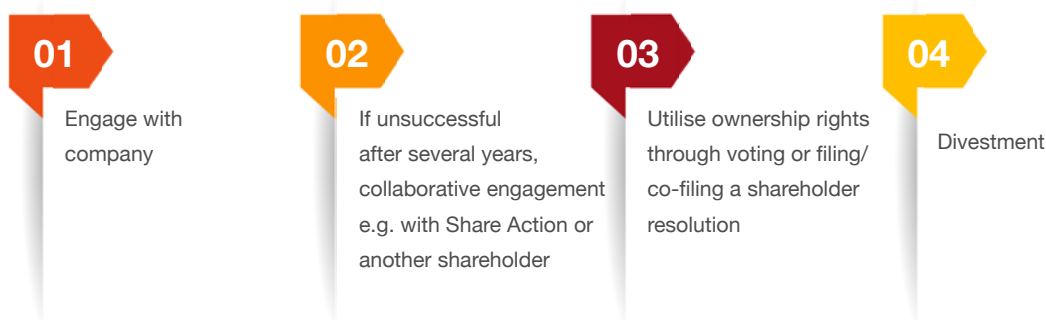 01
Engage with
company
02
If unsuccessful
after several years,
collaborative engagement
e.g. with Share Action or
another shareholder
03
Utilise ownership rights
through voting or filing/
co-filing a shareholder
resolution
04
Divestment